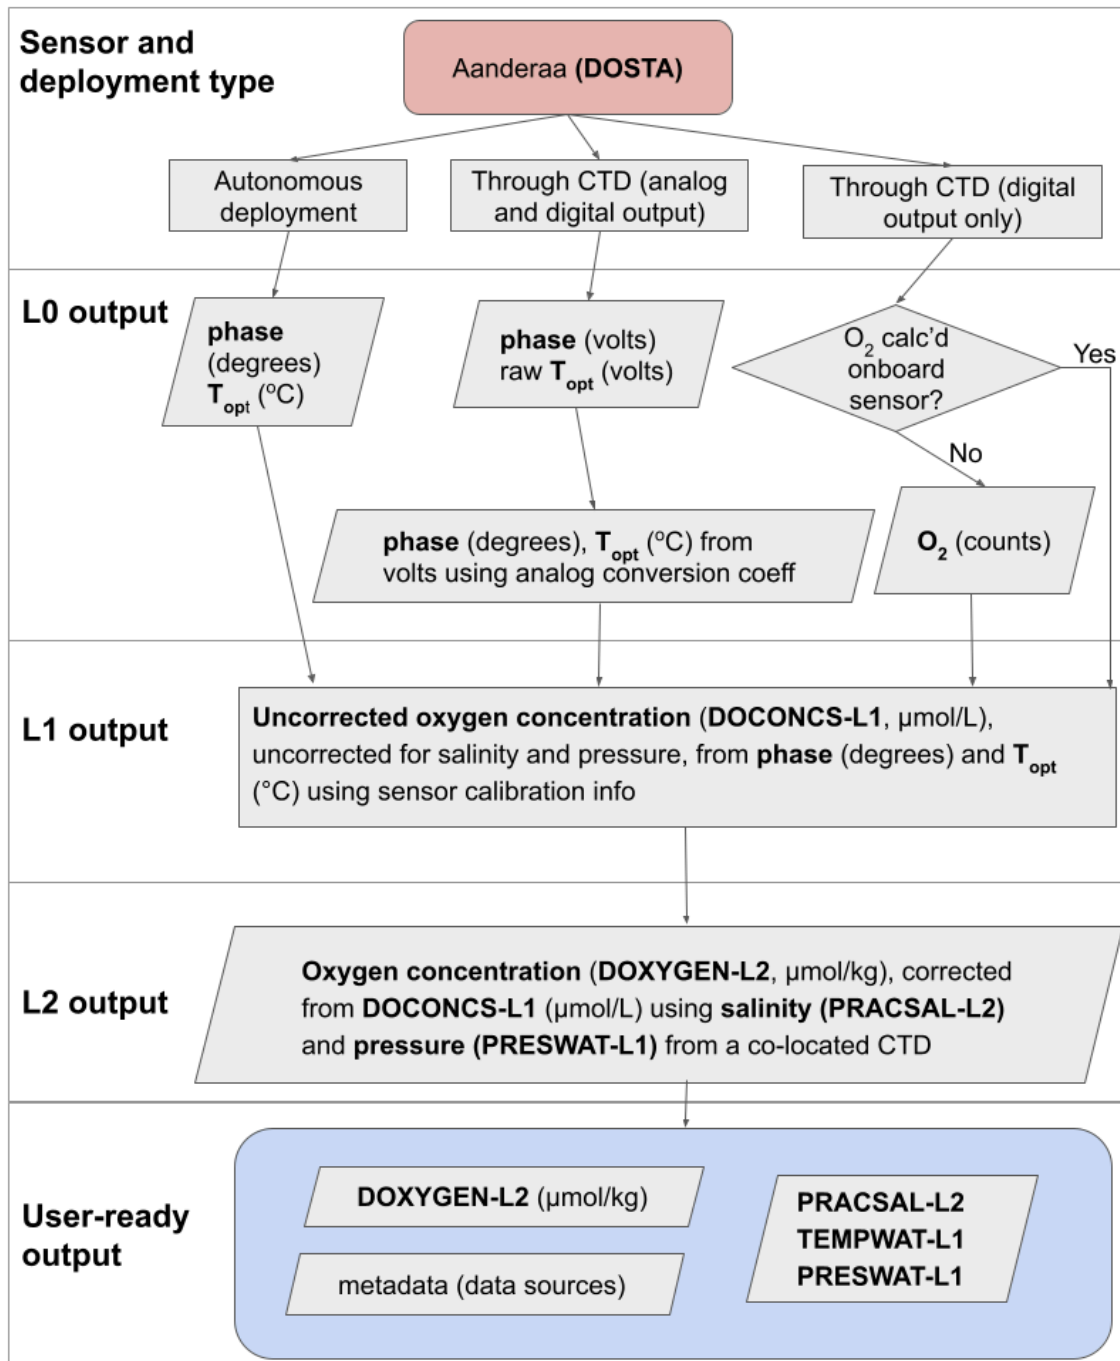 Sensor and
deployment type
Aanderaa (DOSTA)
Autonomous
deployment
Through CTD (analog
and digital output)
Through CTD (digital
output only)
L0 output
phase
(degrees)
Topt (ºC)
phase (volts)
raw Topt (volts)
O2 calc’d
onboard
sensor?
Yes
No
phase (degrees), Topt (ºC) from
volts using analog conversion coeff
O2 (counts)
L1 output
Uncorrected oxygen concentration (DOCONCS-L1, µmol/L),
uncorrected for salinity and pressure, from phase (degrees) and Topt
(°C) using sensor calibration info
L2 output
Oxygen concentration (DOXYGEN-L2, µmol/kg), corrected
from DOCONCS-L1 (µmol/L) using salinity (PRACSAL-L2)
and pressure (PRESWAT-L1) from a co-located CTD
User-ready
output
DOXYGEN-L2 (µmol/kg)
metadata (data sources)
PRACSAL-L2
TEMPWAT-L1
PRESWAT-L1